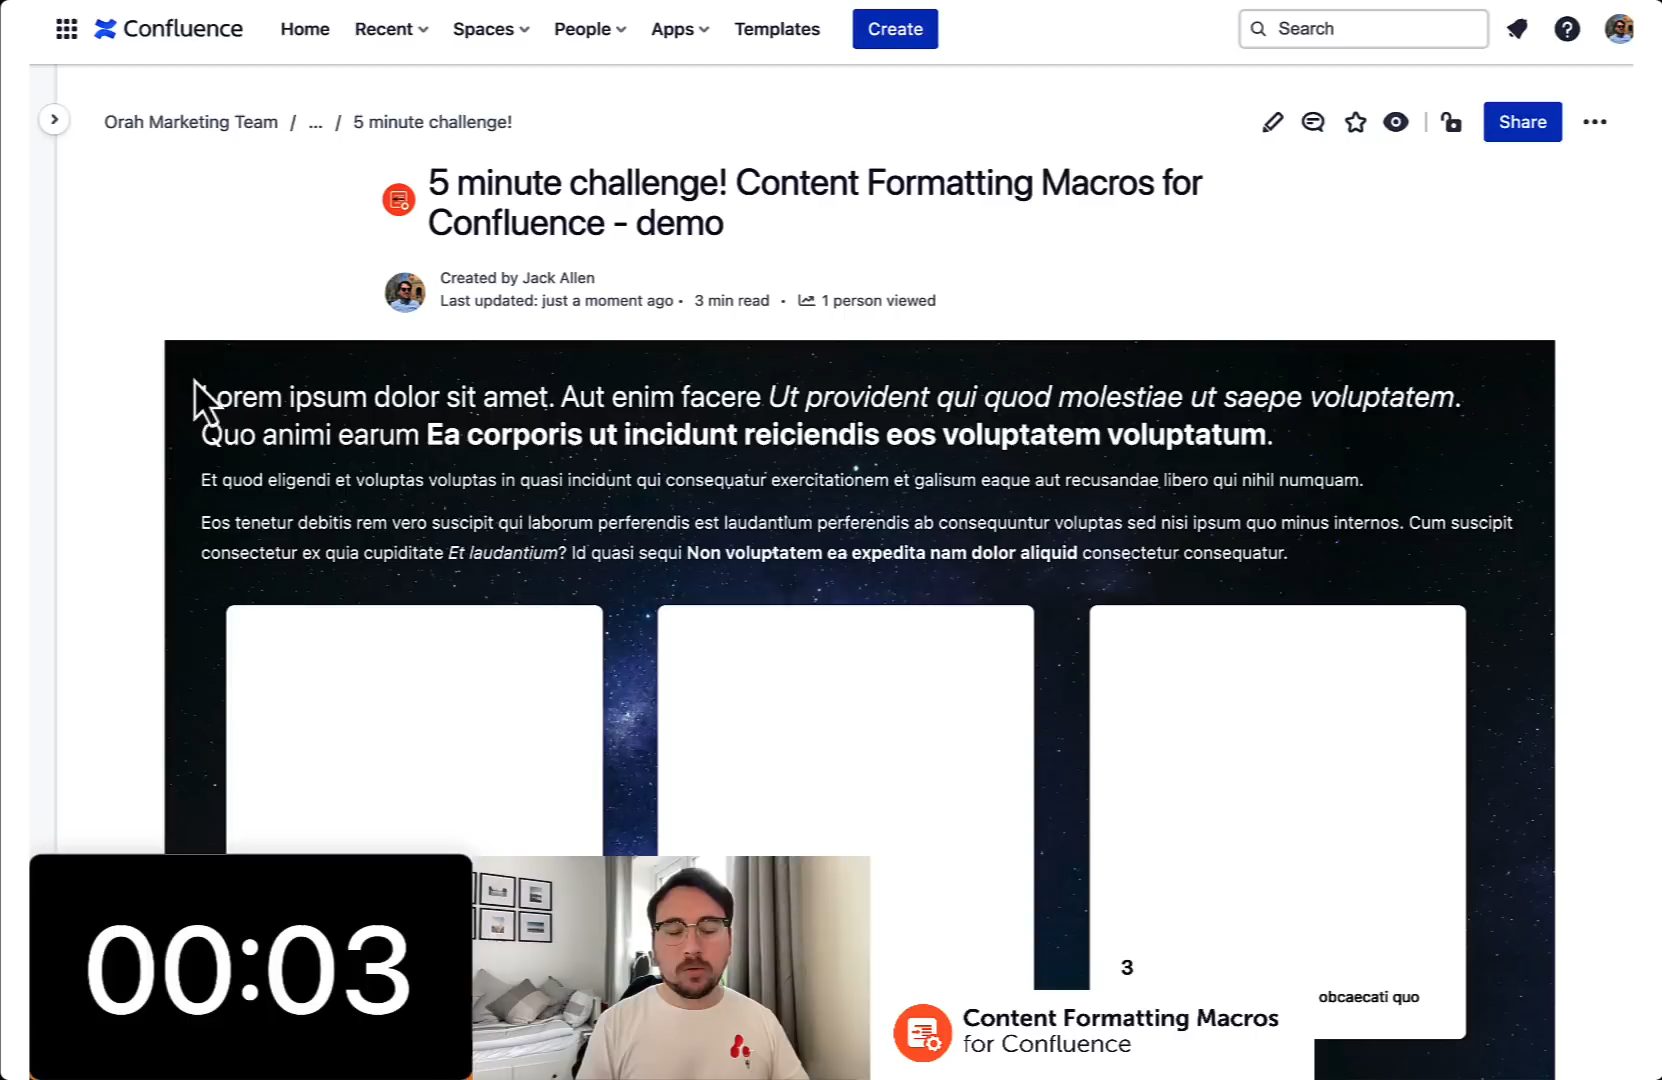 Confluence Home Recent Spaces People Apps Templates Create Search
Orah Marketing Team / ... / 5 minute challenge! Share
5 minute challenge! Content Formatting Macros for
Confluence - demo
Created by Jack Allen
Last updated: just a moment ago • 3 min read • 1 person viewed
Lorem ipsum dolor sit amet. Aut enim facere Ut provident qui quod molestiae ut saepe voluptatem.
Quo animi earum Ea corporis ut incidunt reiciendis eos voluptatem voluptatum.
Et quod eligendi et voluptas voluptas in quasi incidunt qui consequatur exercitationem et galisum eaque aut recusandae libero qui nihil numquam.
Eos tenetur debitis rem vero suscipit qui laborum perferendis est laudantium perferendis ab consequuntur voluptas sed nisi ipsum quo minus internos. Cum suscipit
consectetur ex quia cupiditate Et laudantium? Id quasi sequi Non voluptatem ea expedita nam dolor aliquid consectetur consequatur.
3
obcaecati quo
00:03
Content Formatting Macros
for Confluence